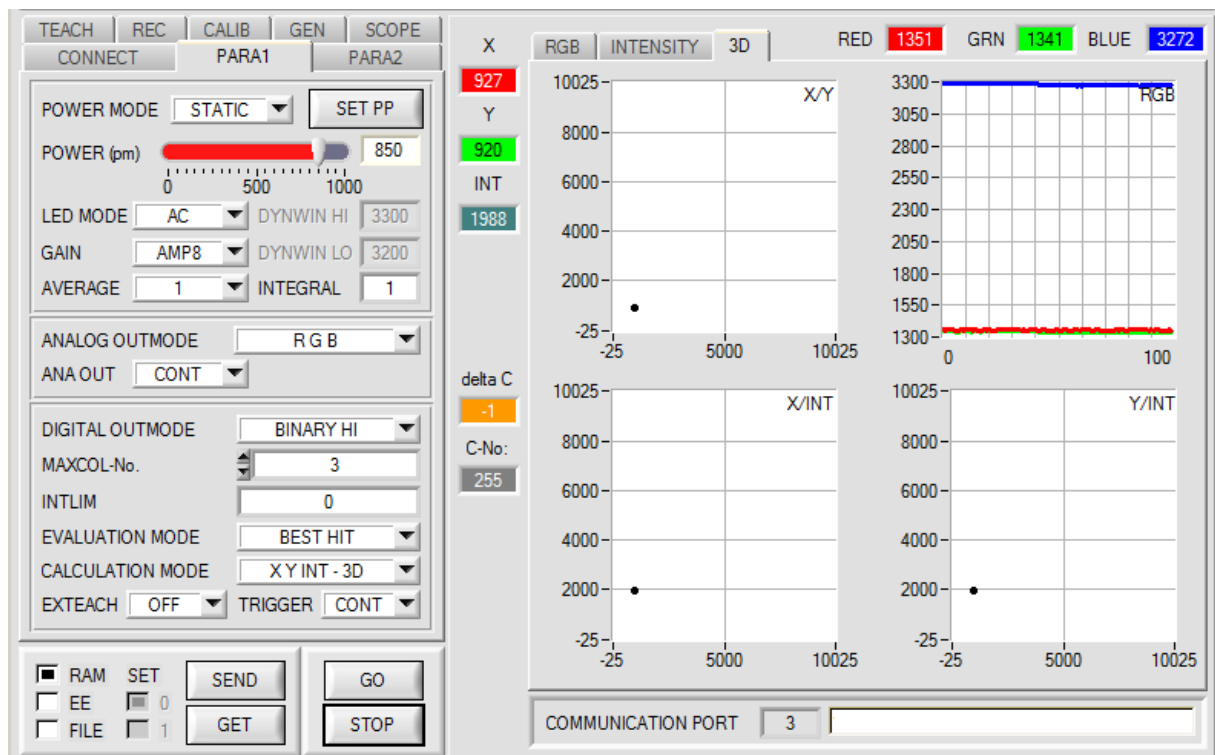 TEACH REC CALIB GEN SCOPE
CONNECT PARA1 PARA2
POWER MODE STATIC SET PP
POWER (pm) 850
0 500 1000
LED MODE AC DYNWIN HI 3300
GAIN AMP8 DYNWIN LO 3200
AVERAGE 1 INTEGRAL 1
ANALOG OUTMODE R G B
ANA OUT CONT
DIGITAL OUTMODE BINARY HI
MAXCOL-No. 3
INTLIM 0
EVALUATION MODE BEST HIT
CALCULATION MODE X Y INT - 3D
EXTEACH OFF TRIGGER CONT
RAM SET SEND GO
EE 0
FILE 1 GET STOP
X
927
Y
920
INT
1988
delta C
-1
C-No:
255
RGB INTENSITY 3D RED 1351 GRN 1341 BLUE 3272
X/Y
10025
8000
6000
4000
2000
-25
-25 5000 10025
RGB
3300
3050
2800
2550
2300
2050
1800
1550
1300
0 100
X/INT
10025
8000
6000
4000
2000
-25
-25 5000 10025
Y/INT
10025
8000
6000
4000
2000
-25
-25 5000 10025
COMMUNICATION PORT 3